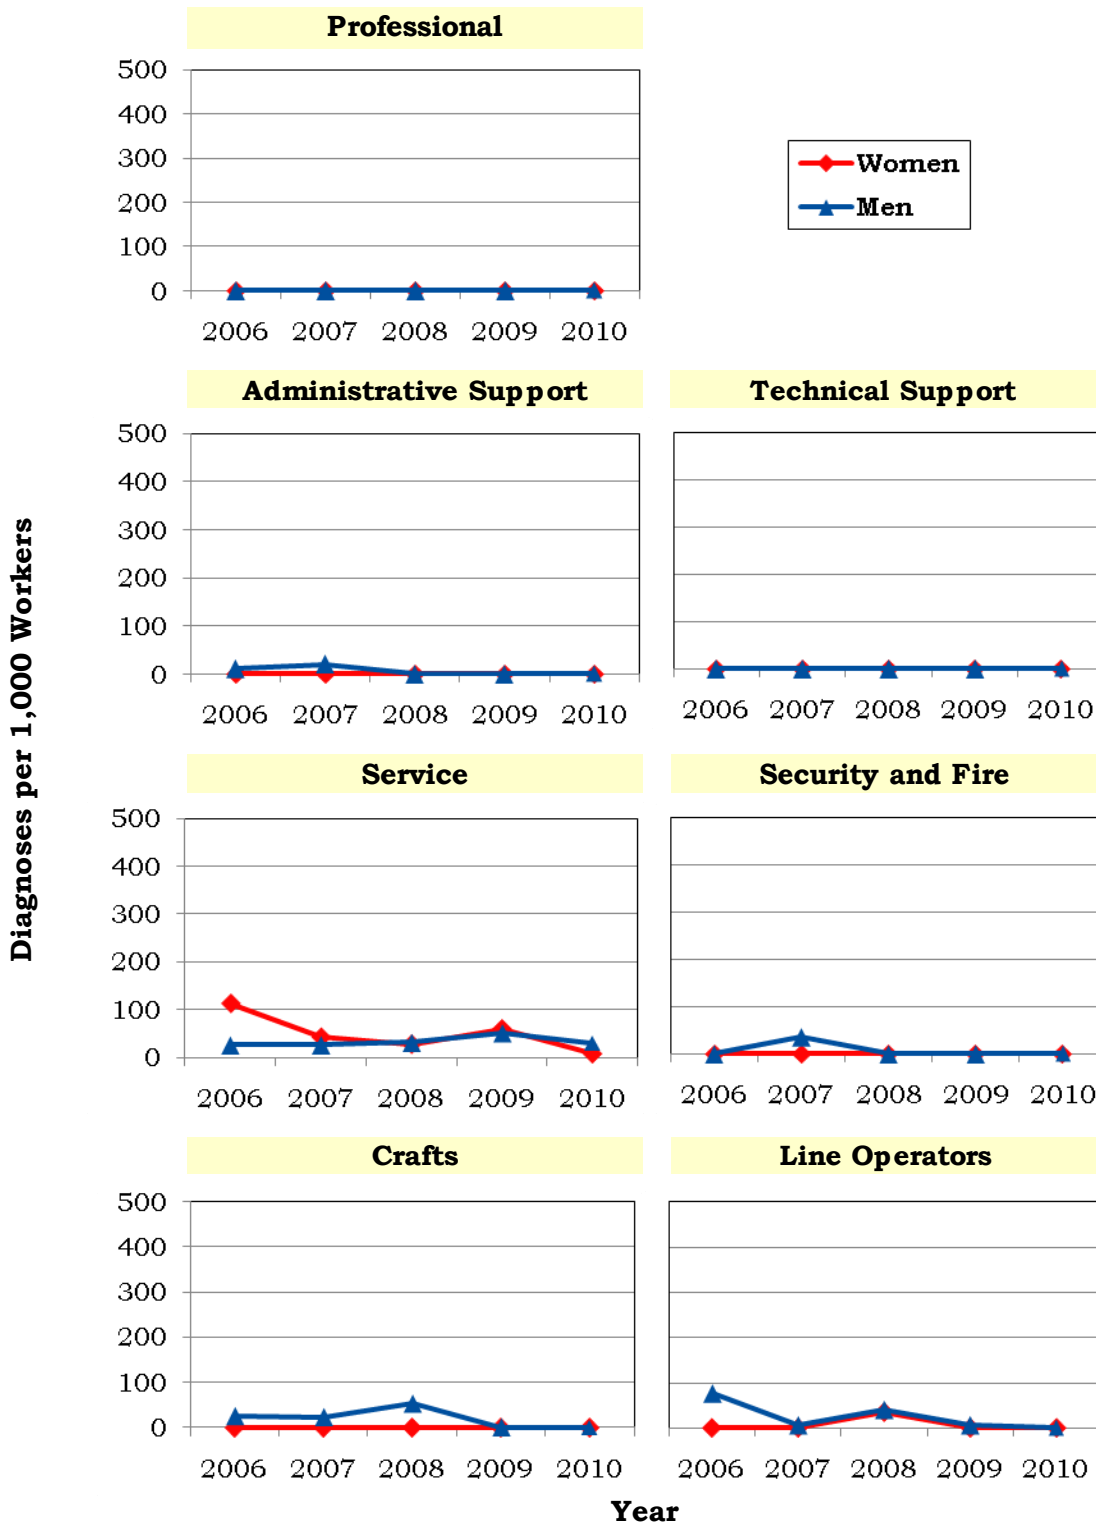 Professional
500
400
300
200
100
0
2006 2007 2008 2009 2010
Women
Men
Administrative Support
500
400
300
200
100
0
2006 2007 2008 2009 2010
Technical Support
2006 2007 2008 2009 2010
Diagnoses per 1,000 Workers
Service
500
400
300
200
100
0
2006 2007 2008 2009 2010
Security and Fire
2006 2007 2008 2009 2010
Crafts
500
400
300
200
100
0
2006 2007 2008 2009 2010
Line Operators
2006 2007 2008 2009 2010
Year